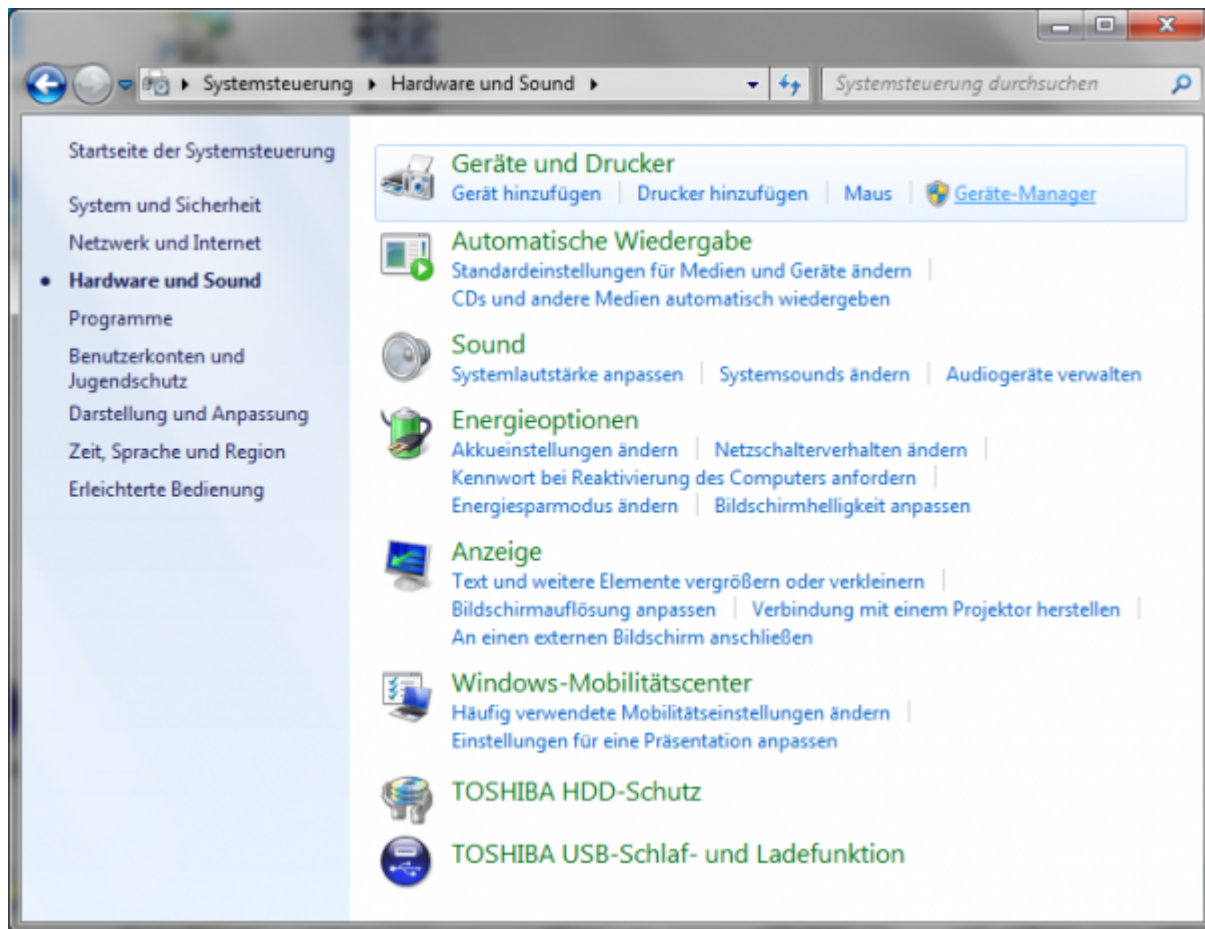 Systemsteuerung Hardware und Sound Systemsteuerung durchsuchen
Startseite der Systemsteuerung
System und Sicherheit
Netzwerk und Internet
Hardware und Sound
Programme
Benutzerkonten und
Jugendschutz
Darstellung und Anpassung
Zeit, Sprache und Region
Erleichterte Bedienung
Geräte und Drucker
Gerät hinzufügen Drucker hinzufügen Maus Geräte-Manager
Automatische Wiedergabe
Standardeinstellungen für Medien und Geräte ändern
CDs und andere Medien automatisch wiedergeben
Sound
Systemlautstärke anpassen Systemsounds ändern Audiogeräte verwalten
Energieoptionen
Akkueinstellungen ändern Netzschalterverhalten ändern
Kennwort bei Reaktivierung des Computers anfordern
Energiesparmodus ändern Bildschirmhelligkeit anpassen
Anzeige
Text und weitere Elemente vergrößern oder verkleinern
Bildschirmauflösung anpassen Verbindung mit einem Projektor herstellen
An einen externen Bildschirm anschließen
Windows-Mobilitätscenter
Häufig verwendete Mobilitätseinstellungen ändern
Einstellungen für eine Präsentation anpassen
TOSHIBA HDD-Schutz
TOSHIBA USB-Schlaf- und Ladefunktion